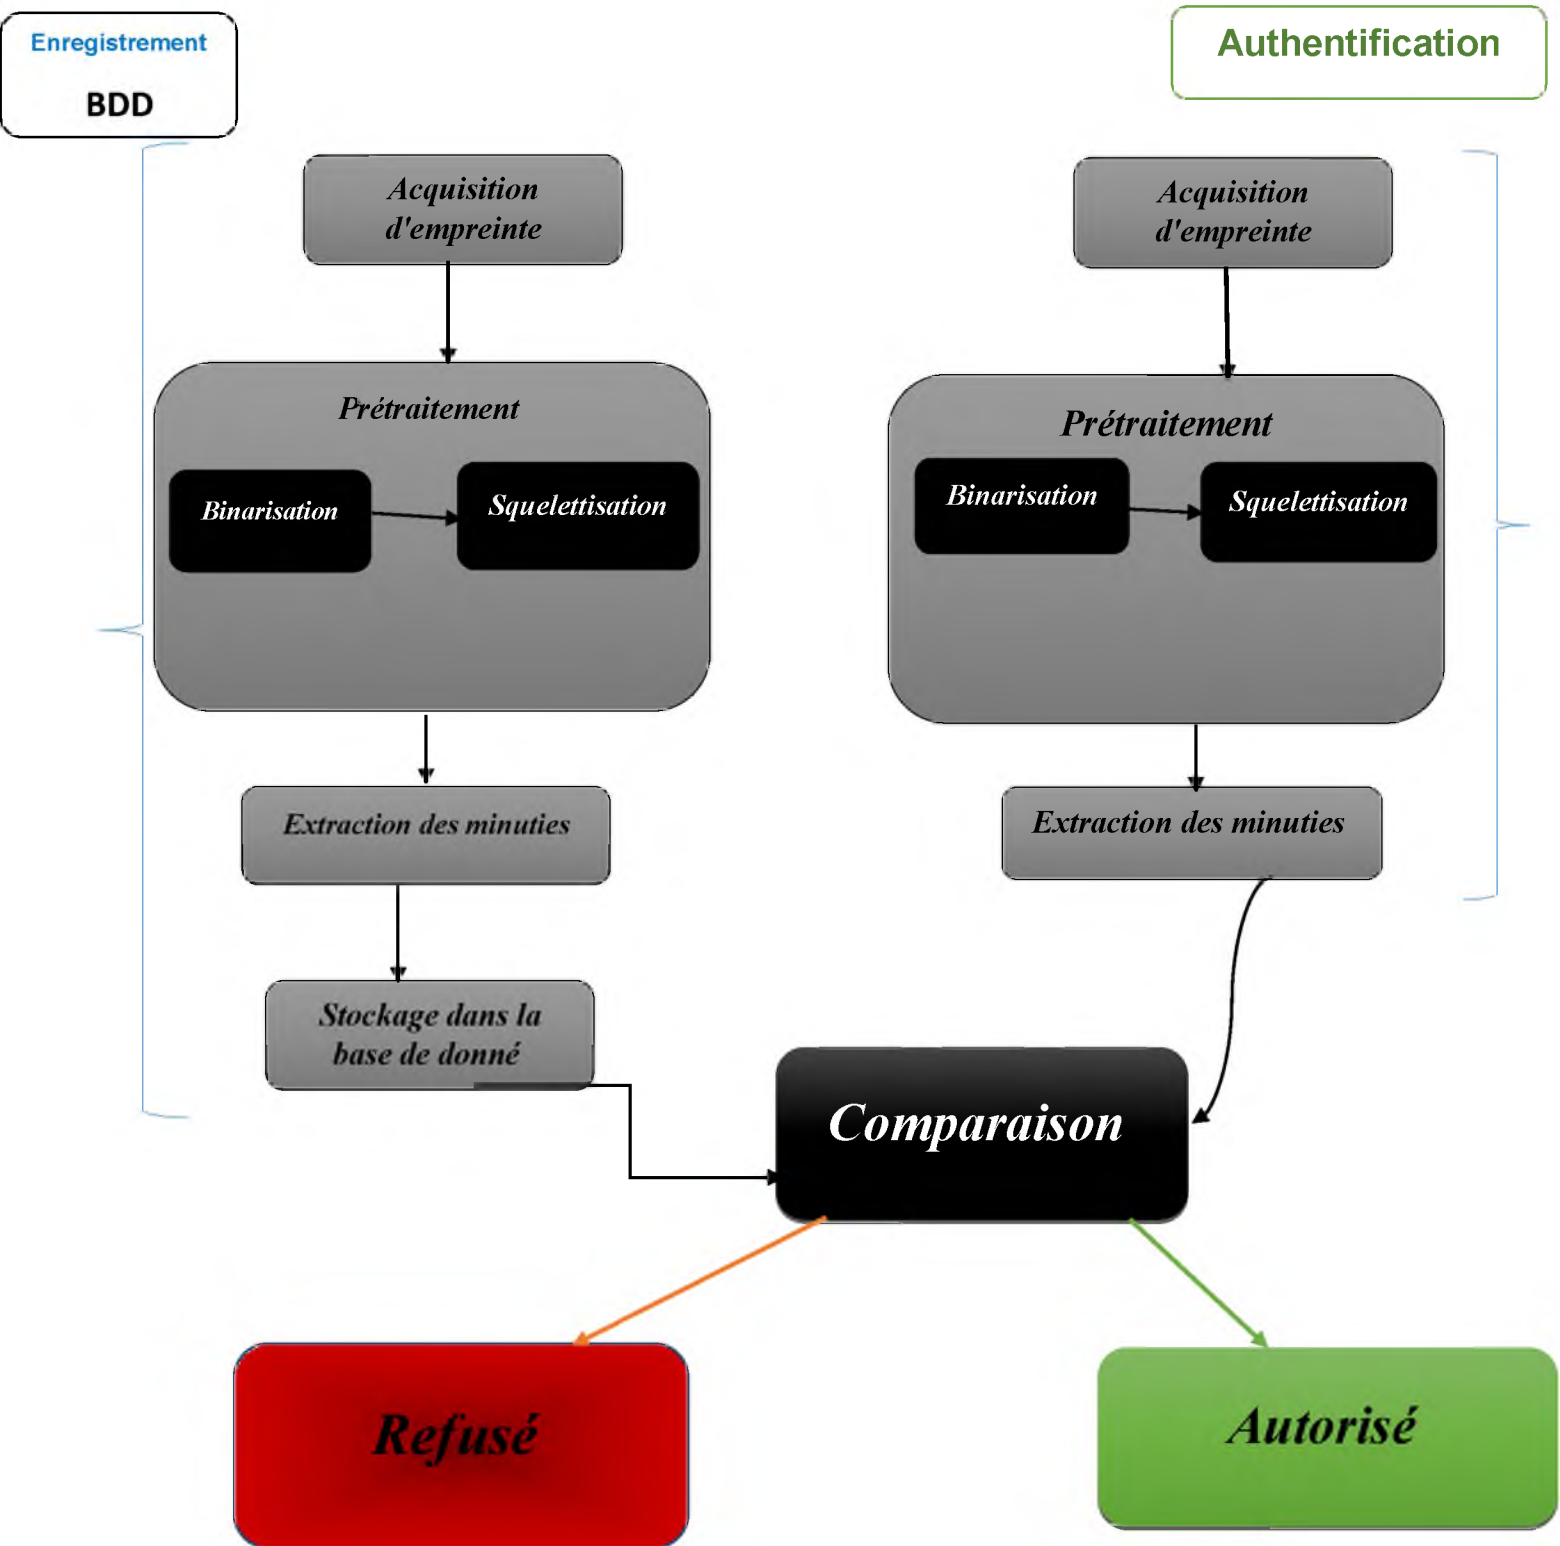 Enregistrement
BDD
Authentification
Acquisition
d'empreinte
Prétraitement
Binarisation
Squelettisation
Extraction des minuties
Stockage dans la
base de donné
Acquisition
d'empreinte
Prétraitement
Binarisation
Squelettisation
Extraction des minuties
Comparaison
Refusé
Autorisé